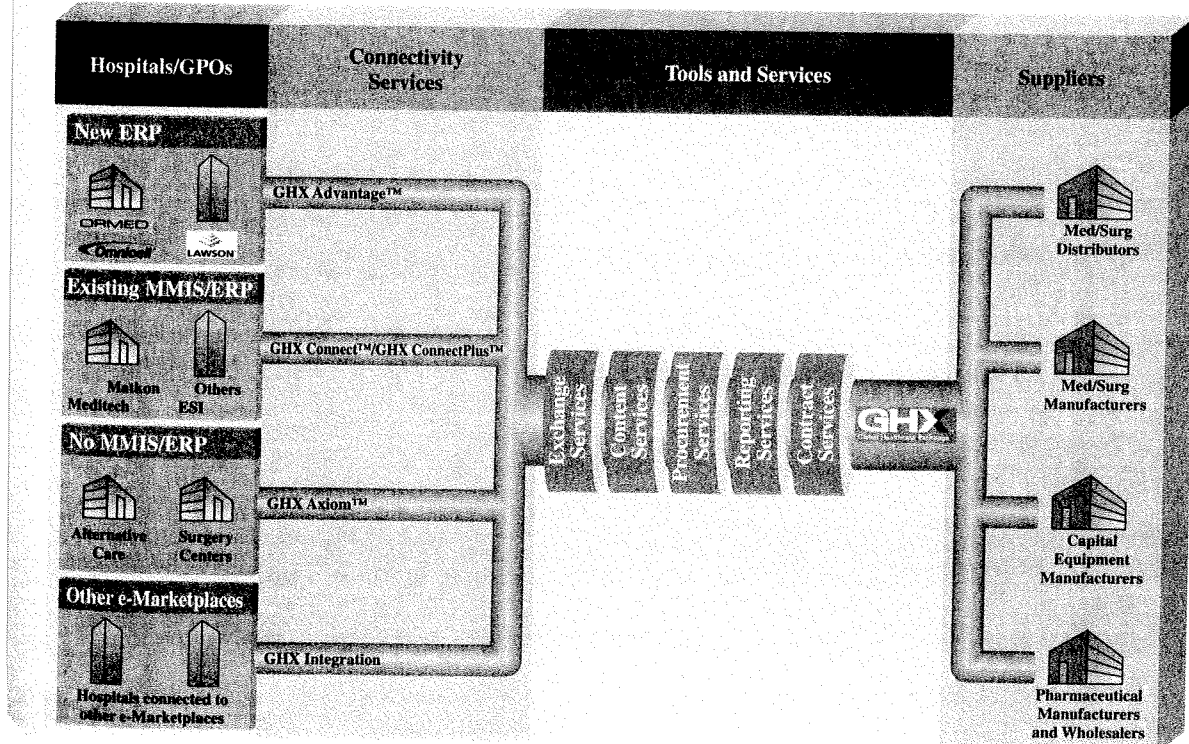 Hospitals/GPOs
Connectivity
Services
Tools and Services
Suppliers
New ERP
ORMED
Omnicell
LAWSON
GHX Advantage™
Existing MMIS/ERP
Matkon
Others
Meditech
ESI
GHX Connect™/GHX ConnectPlus™
No MMIS/ERP
Alternative
Care
Surgery
Centers
GHX Axiom™
Other e-Marketplaces
Hospitals connected to
other e-Marketplaces
GHX Integration
Exchange
Services
Content
Services
Procurement
Services
Reporting
Services
Contract
Services
GHX
Med/Surg
Distributors
Med/Surg
Manufacturers
Capital
Equipment
Manufacturers
Pharmaceutical
Manufacturers
and Wholesalers